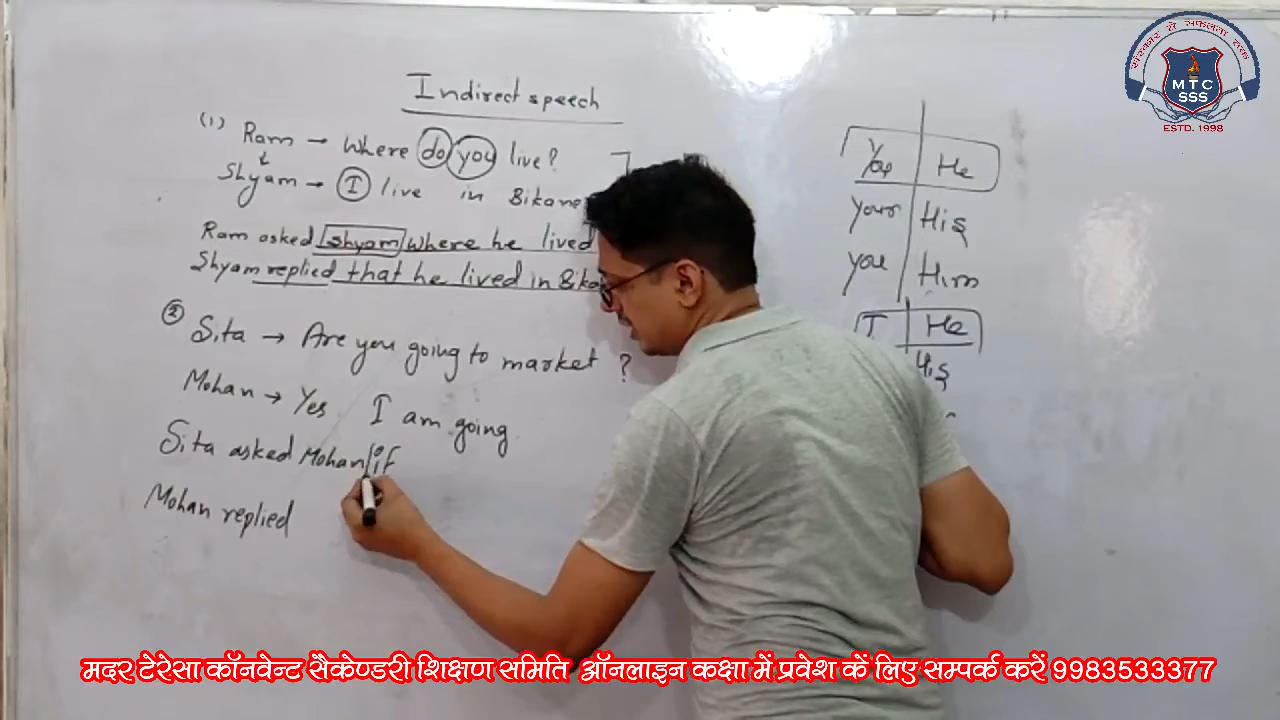 Indirect speech
(1) Ram → Where do you live?
Shyam → I live in Bikane
Ram asked Shyam where he lived
Shyam replied that he lived in Bika
② Sita → Are you going to market ?
Mohan → Yes I am going
Sita asked Mohan if
Mohan replied
You He
your His
you Him
I He
His
संस्कार से सफलता तक
MTC
SSS
ESTD. 1998
मदर टेरेसा कॉनवेन्ट सैकेण्डरी शिक्षण समिति ऑनलाइन कक्षा में प्रवेश कें लिए सम्पर्क करें 9983533377